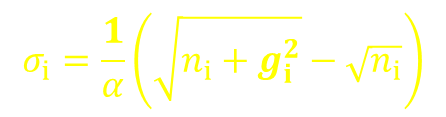 σᵢ = 𝟏/α (√(nᵢ + 𝒈ᵢ²) − √nᵢ)